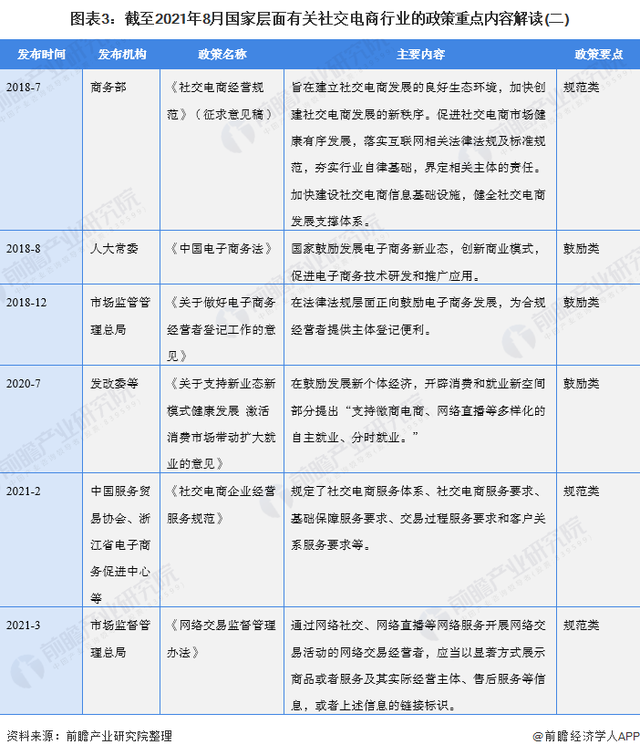 图表3：截至2021年8月国家层面有关社交电商行业的政策重点内容解读(二)
发布时间 发布机构 政策名称 主要内容 政策要点
2018-7 商务部 《社交电商经营规 旨在建立社交电商发展的良好生态环境，加快创 规范类
范》（征求意见稿） 建社交电商发展的新秩序。促进社交电商市场健
康有序发展，落实互联网相关法律法规及标准规
范，夯实行业自律基础，界定相关主体的责任。
加快建设社交电商信息基础设施，健全社交电商
发展支撑体系。
2018-8 人大常委 《中国电子商务法》 国家鼓励发展电子商务新业态，创新商业模式， 鼓励类
促进电子商务技术研发和推广应用。
2018-12 市场监管管 《关于做好电子商务 在法律法规层面正向鼓励电子商务发展，为合规 鼓励类
理总局 经营者登记工作的意 经营者提供主体登记便利。
见》
2020-7 发改委等 《关于支持新业态新 在鼓励发展新个体经济，开辟消费和就业新空间 鼓励类
模式健康发展 激活 部分提出“支持微商电商、网络直播等多样化的
消费市场带动扩大就 自主就业、分时就业。”
业的意见》
2021-2 中国服务贸 《社交电商企业经营 规定了社交电商服务体系、社交电商服务要求、 规范类
易协会、浙 服务规范》 基础保障服务要求、交易过程服务要求和客户关
江省电子商 系服务要求等。
务促进中心
等
2021-3 市场监督管 《网络交易监督管理 通过网络社交、网络直播等网络服务开展网络交 规范类
理总局 办法》 易活动的网络交易经营者，应当以显著方式展示
商品或者服务及其实际经营主体、售后服务等信
息，或者上述信息的链接标识。
资料来源：前瞻产业研究院整理 @前瞻经济学人APP
前瞻产业研究院